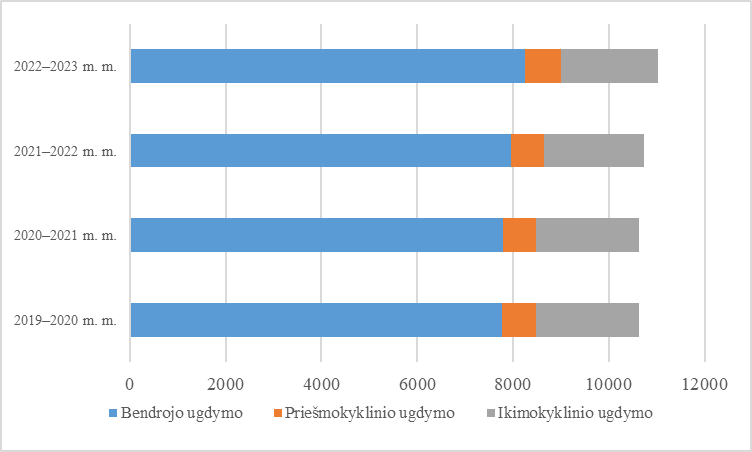 2022–2023 m. m.
2021–2022 m. m.
2020–2021 m. m.
2019–2020 m. m.
0 2000 4000 6000 8000 10000 12000
Bendrojo ugdymo Priešmokyklinio ugdymo Ikimokyklinio ugdymo